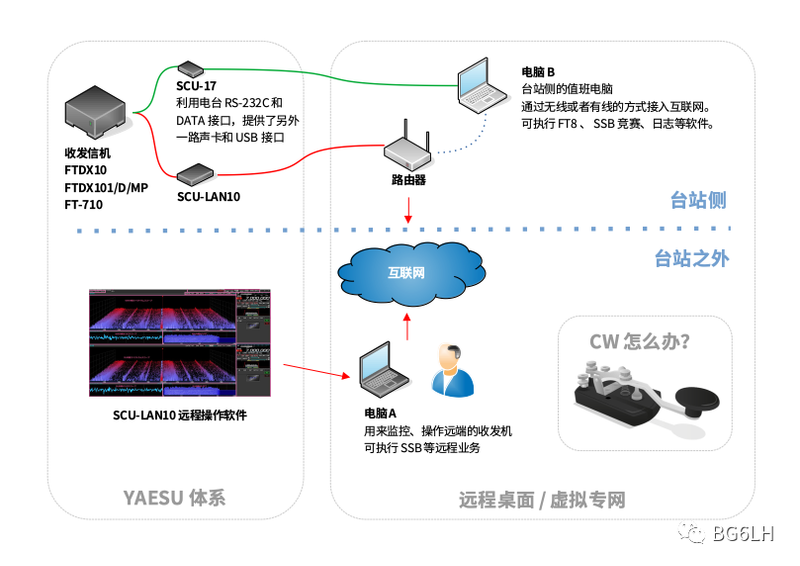 SCU-17
利用电台 RS-232C 和
DATA 接口，提供了另外
一路声卡和 USB 接口
收发信机
FTDX10
FTDX101/D/MP
FT-710
SCU-LAN10
电脑 B
台站侧的值班电脑
通过无线或者有线的方式接入互联网。
可执行 FT8 、 SSB 竞赛、日志等软件。
路由器
台站侧
台站之外
互联网
7,000,000
7,000,000
SCU-LAN10 远程操作软件
电脑 A
用来监控、操作远端的收发机
可执行 SSB 等远程业务
CW 怎么办？
YAESU 体系
远程桌面 / 虚拟专网
BG6LH